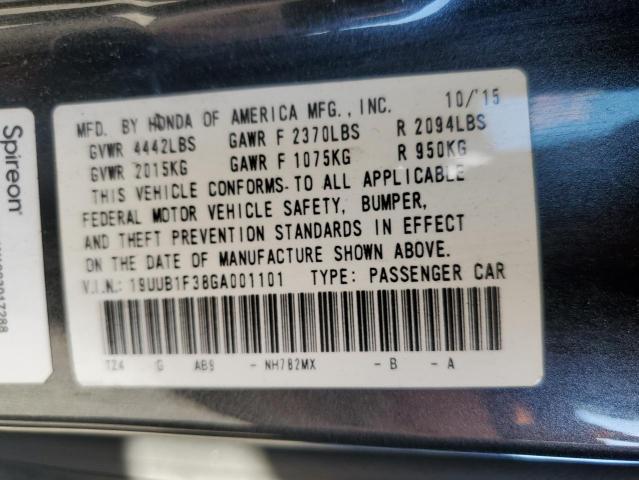 MFD. BY HONDA OF AMERICA MFG., INC. 10/'15
GVWR 4442LBS GAWR F 2370LBS R 2094LBS
GVWR 2015KG GAWR F 1075KG R 950KG
THIS VEHICLE CONFORMS TO ALL APPLICABLE
FEDERAL MOTOR VEHICLE SAFETY, BUMPER,
AND THEFT PREVENTION STANDARDS IN EFFECT
ON THE DATE OF MANUFACTURE SHOWN ABOVE.
V.I.N.: 19UUB1F38GA001101 TYPE: PASSENGER CAR
TZ4 G AB9 - NH782MX - B - A
Spireon